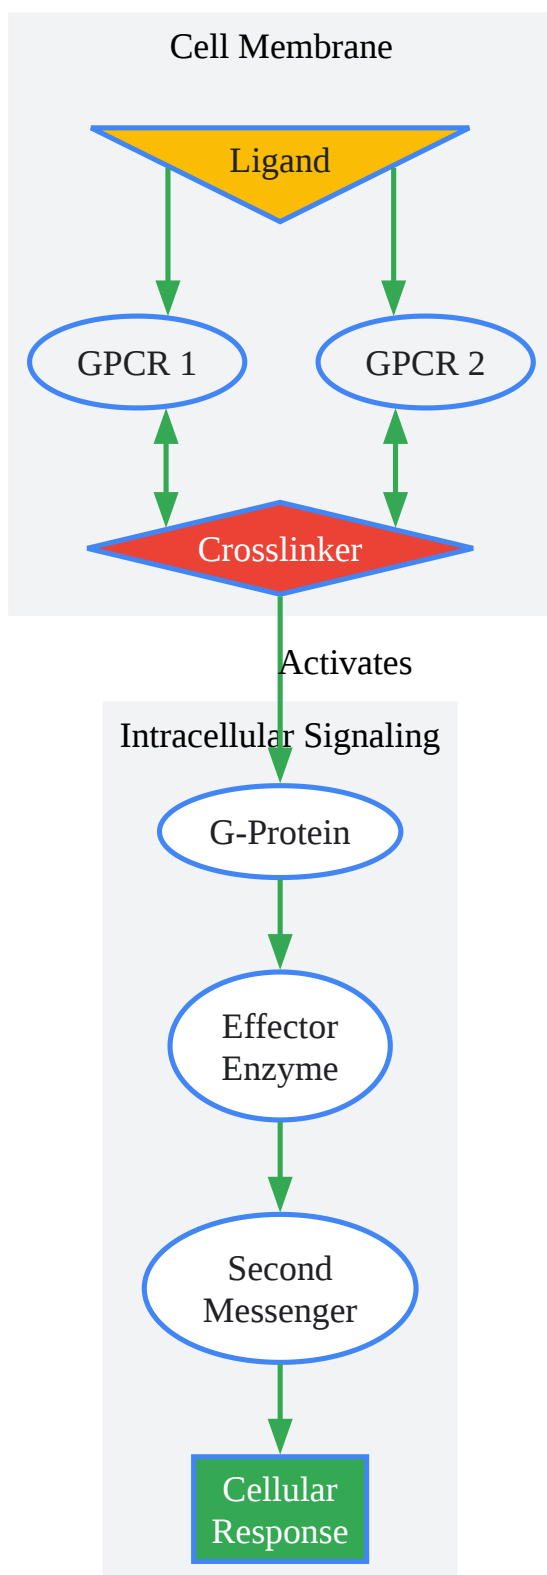 Cell Membrane
Ligand
GPCR 1
GPCR 2
Crosslinker
Activates
Intracellular Signaling
G-Protein
Effector
Enzyme
Second
Messenger
Cellular
Response